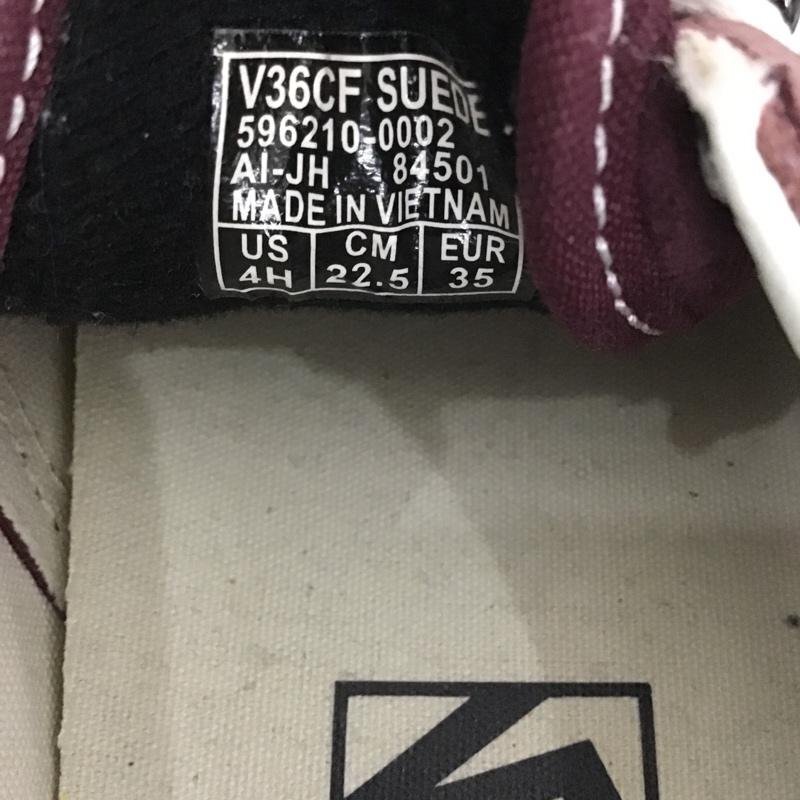 V36CF SUEDE
596210-0002
AI-JH 84501
MADE IN VIETNAM
US CM EUR
4H 22.5 35